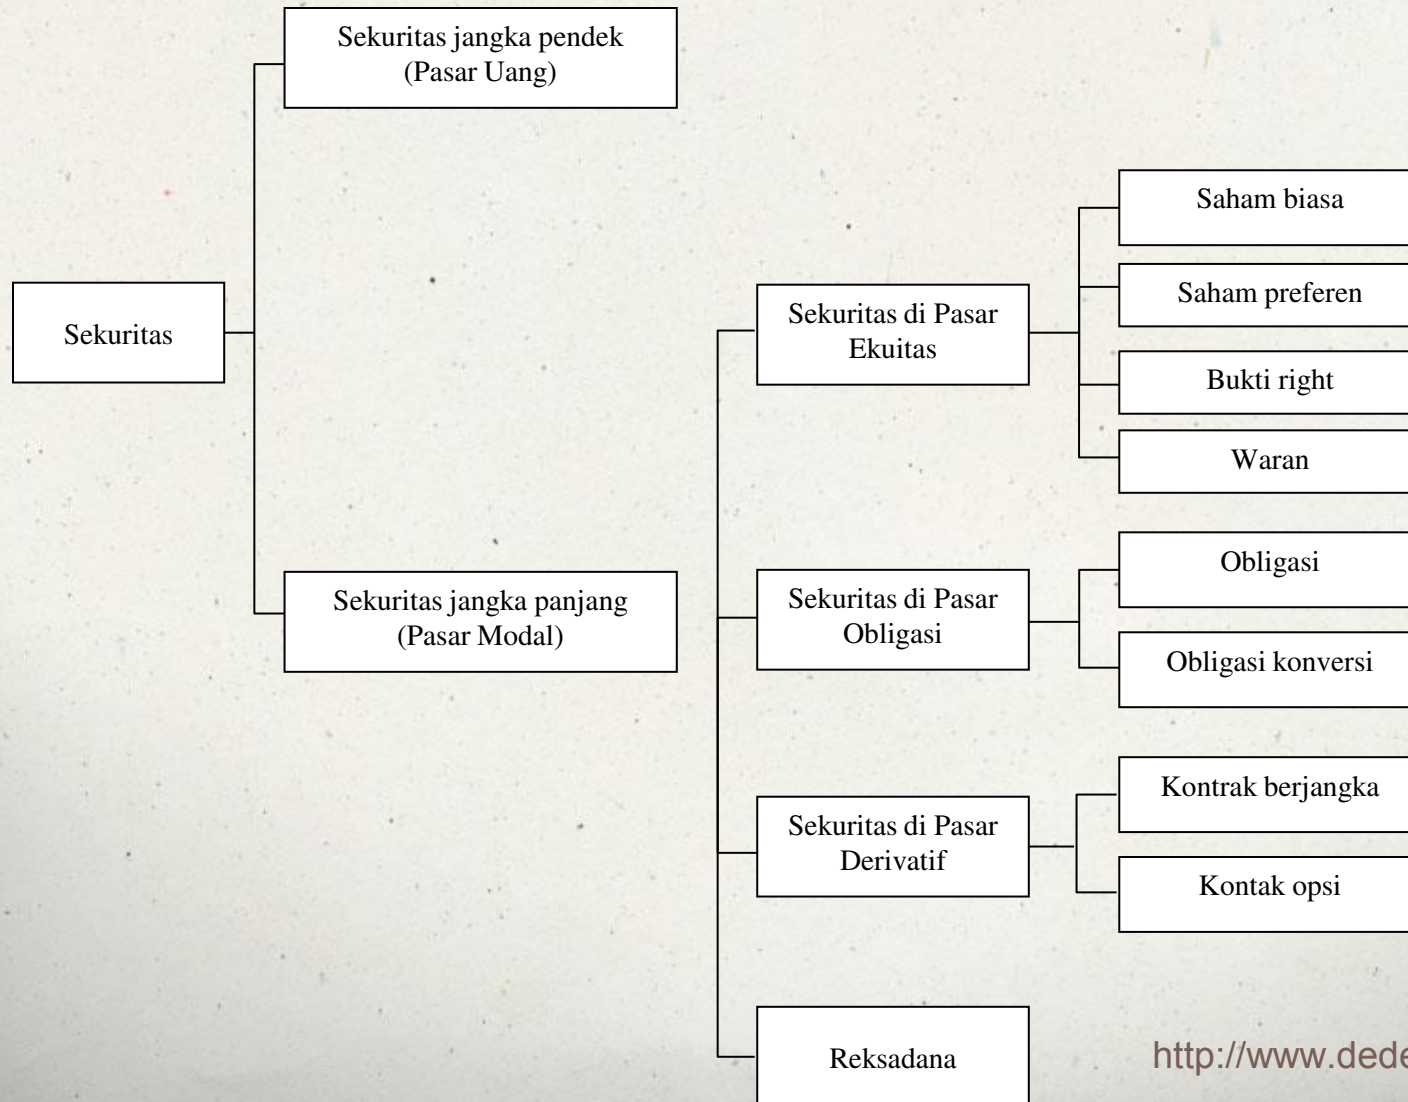 Sekuritas jangka pendek
(Pasar Uang)
Sekuritas
Sekuritas jangka panjang
(Pasar Modal)
Sekuritas di Pasar
Ekuitas
Saham biasa
Saham preferen
Bukti right
Waran
Sekuritas di Pasar
Obligasi
Obligasi
Obligasi konversi
Sekuritas di Pasar
Derivatif
Kontrak berjangka
Kontak opsi
Reksadana
http://www.dede